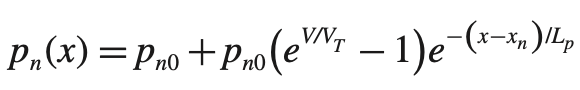 pₙ(x) = pₙ₀ + pₙ₀(e^{V/V_T} − 1)e^{−(x−xₙ)/L_p}